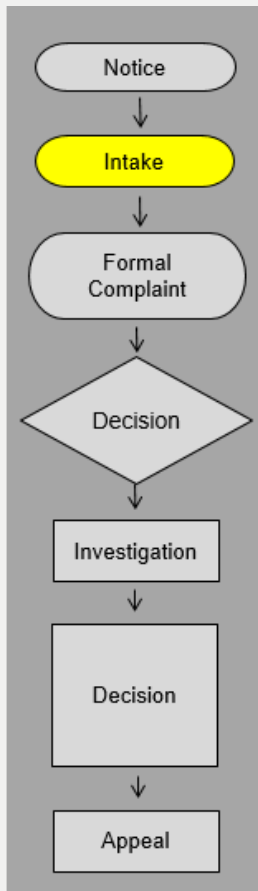 Notice
Intake
Formal
Complaint
Decision
Investigation
Decision
Appeal